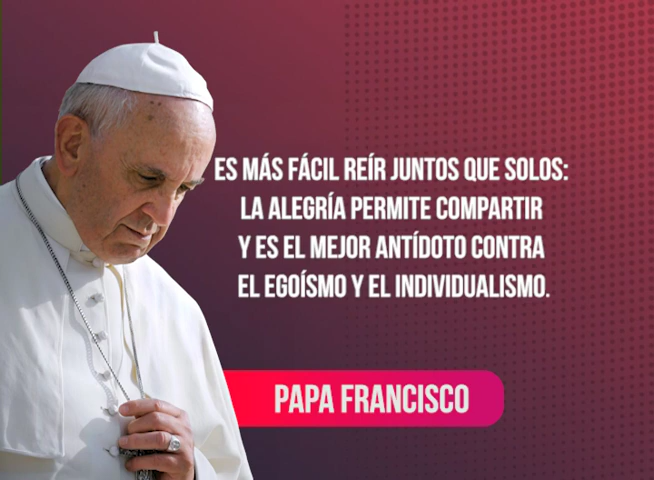 ES MÁS FÁCIL REÍR JUNTOS QUE SOLOS:
LA ALEGRÍA PERMITE COMPARTIR
Y ES EL MEJOR ANTÍDOTO CONTRA
EL EGOÍSMO Y EL INDIVIDUALISMO.
PAPA FRANCISCO